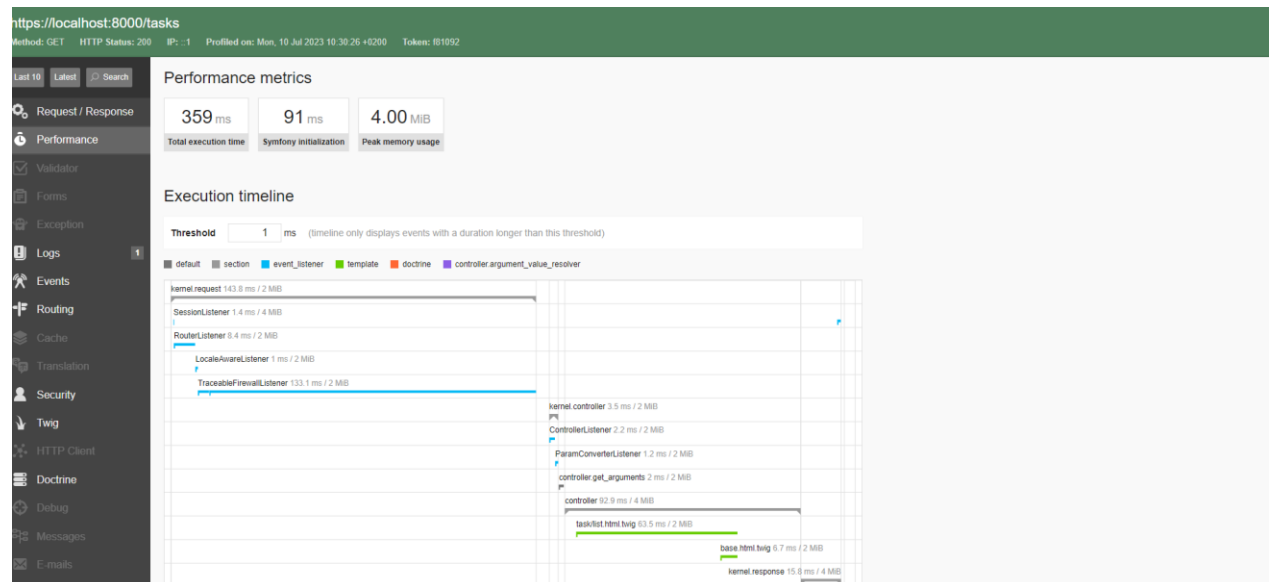 https://localhost:8000/tasks
Method: GET HTTP Status: 200 IP: ::1 Profiled on: Mon, 10 Jul 2023 10:30:26 +0200 Token: f81092
Last 10 Latest Search
Request / Response
Performance
Validator
Forms
Exception
Logs 1
Events
Routing
Cache
Translation
Security
Twig
HTTP Client
Doctrine
Debug
Messages
E-mails
Performance metrics
359 ms 91 ms 4.00 MiB
Total execution time Symfony initialization Peak memory usage
Execution timeline
Threshold 1 ms (timeline only displays events with a duration longer than this threshold)
default section event_listener template doctrine controller.argument_value_resolver
kernel.request 143.8 ms / 2 MiB
SessionListener 1.4 ms / 4 MiB
RouterListener 8.4 ms / 2 MiB
LocaleAwareListener 1 ms / 2 MiB
TraceableFirewallListener 133.1 ms / 2 MiB
kernel.controller 3.5 ms / 2 MiB
ControllerListener 2.2 ms / 2 MiB
ParamConverterListener 1.2 ms / 2 MiB
controller.get_arguments 2 ms / 2 MiB
controller 92.9 ms / 4 MiB
task/list.html.twig 63.5 ms / 2 MiB
base.html.twig 6.7 ms / 2 MiB
kernel.response 15.8 ms / 4 MiB